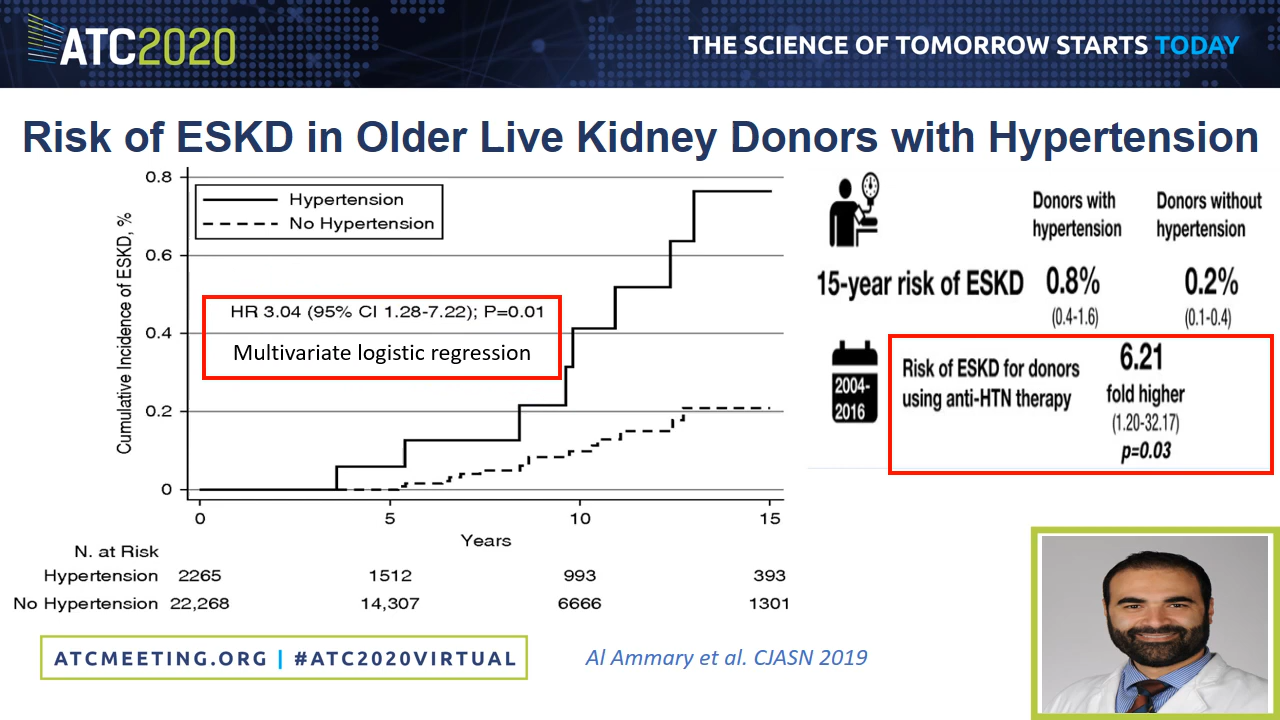 ATC2020
THE SCIENCE OF TOMORROW STARTS TODAY
Risk of ESKD in Older Live Kidney Donors with Hypertension
Cumulative Incidence of ESKD, %
0.8
0.6
0.4
0.2
0
Hypertension
No Hypertension
HR 3.04 (95% CI 1.28-7.22); P=0.01
Multivariate logistic regression
0 5 10 15
Years
N. at Risk
Hypertension 2265 1512 993 393
No Hypertension 22,268 14,307 6666 1301
Donors with
hypertension
Donors without
hypertension
15-year risk of ESKD 0.8% 0.2%
(0.4-1.6) (0.1-0.4)
2004-
2016
Risk of ESKD for donors
using anti-HTN therapy
6.21
fold higher
(1.20-32.17)
p=0.03
ATCMEETING.ORG | #ATC2020VIRTUAL
Al Ammary et al. CJASN 2019